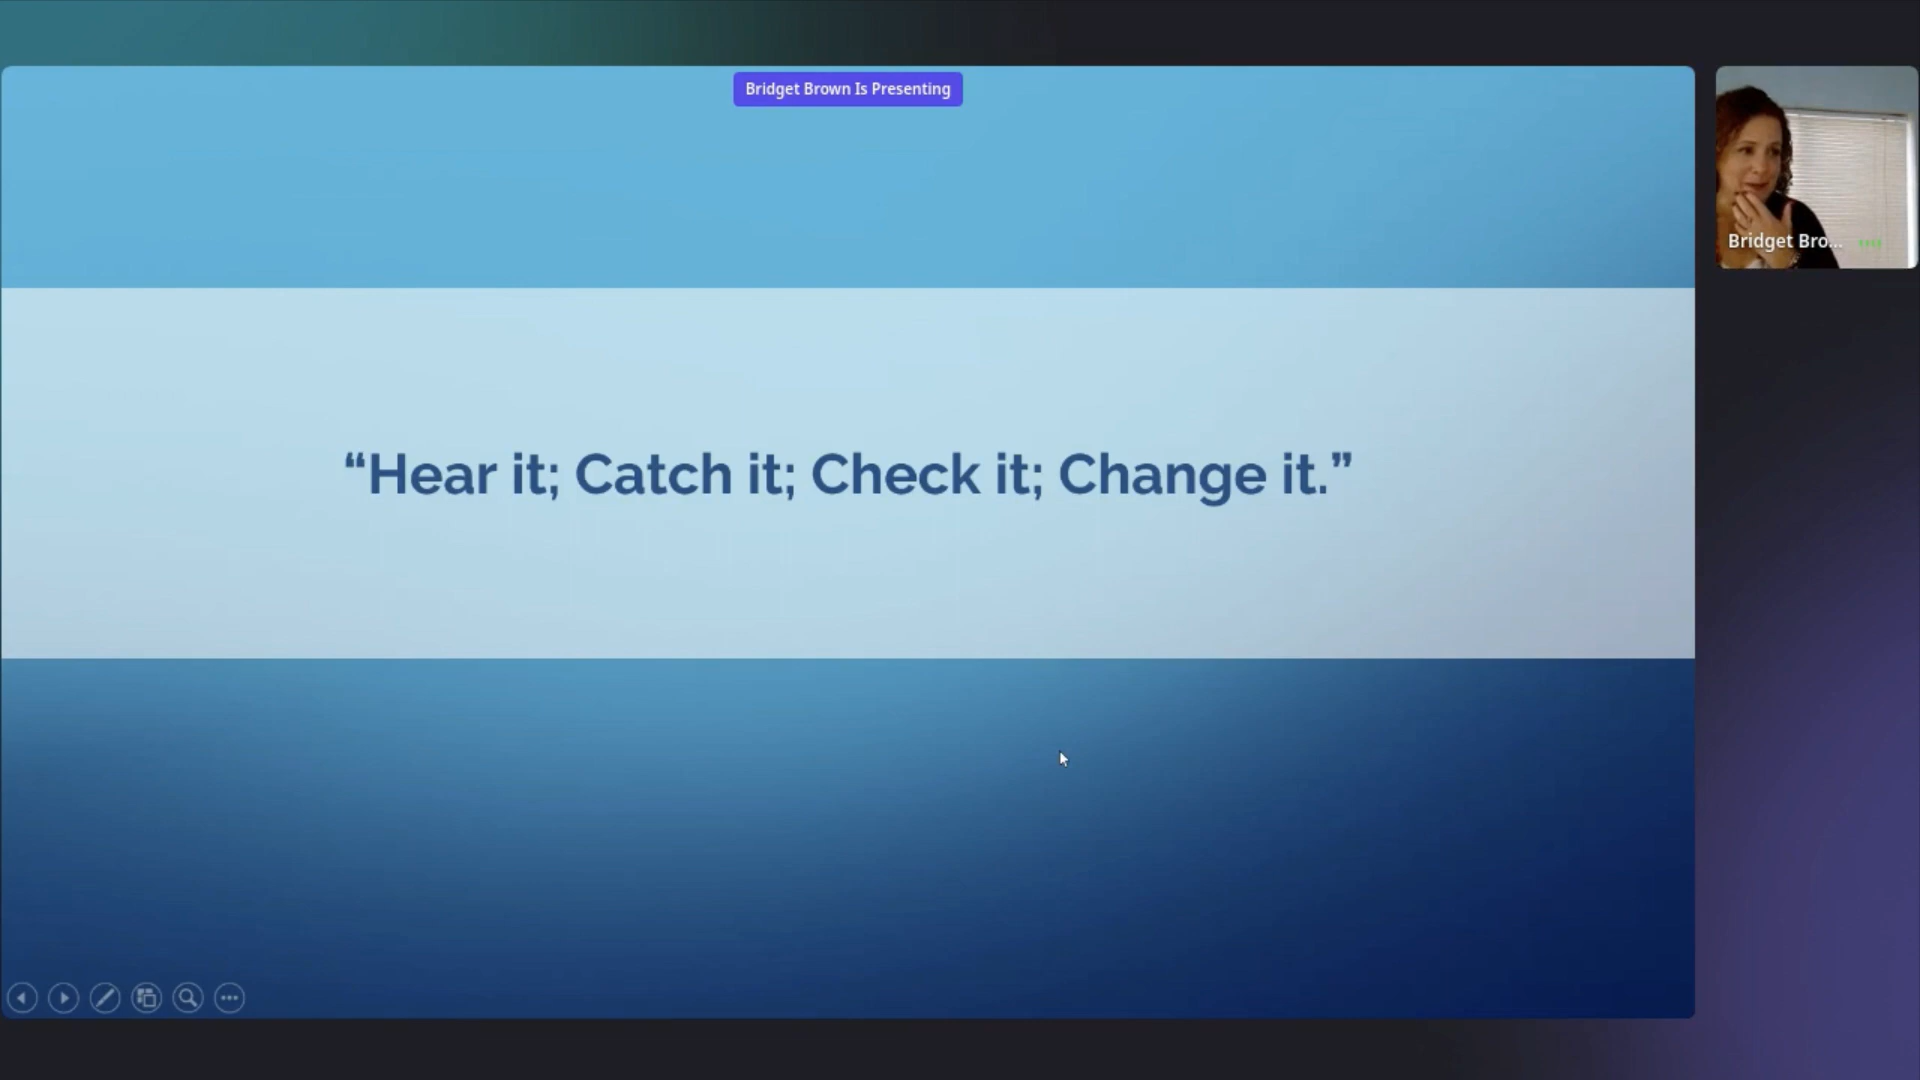 Bridget Brown Is Presenting
Bridget Bro...
“Hear it; Catch it; Check it; Change it.”